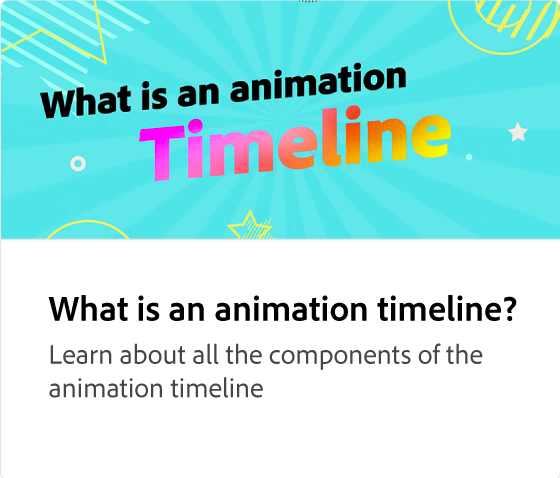 What is an animation
Timeline
What is an animation timeline?
Learn about all the components of the
animation timeline